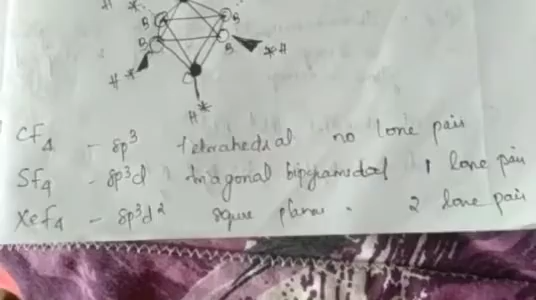 H *
B B
B B
H * * H
C
H *
CF4 - sp³ tetrahedral no lone pair
SF4 - sp³d bipyramidal 1 lone pair
XeF4 - sp³d² square planar . 2 lone pair